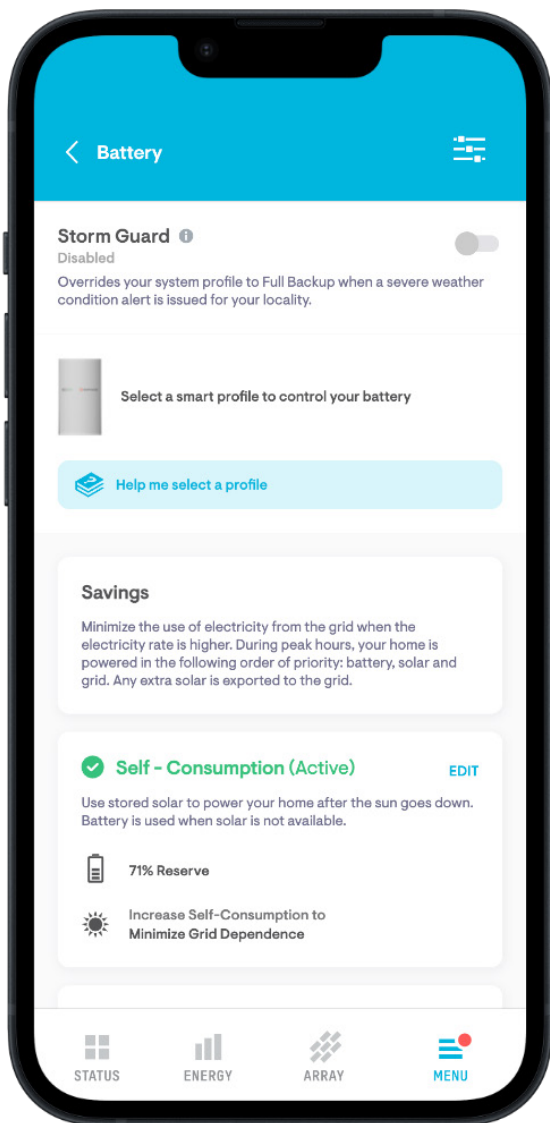 Battery
Storm Guard
Disabled
Overrides your system profile to Full Backup when a severe weather
condition alert is issued for your locality.
Select a smart profile to control your battery
Help me select a profile
Savings
Minimize the use of electricity from the grid when the
electricity rate is higher. During peak hours, your home is
powered in the following order of priority: battery, solar and
grid. Any extra solar is exported to the grid.
Self - Consumption (Active)
EDIT
Use stored solar to power your home after the sun goes down.
Battery is used when solar is not available.
71% Reserve
Increase Self-Consumption to
Minimize Grid Dependence
STATUS
ENERGY
ARRAY
MENU